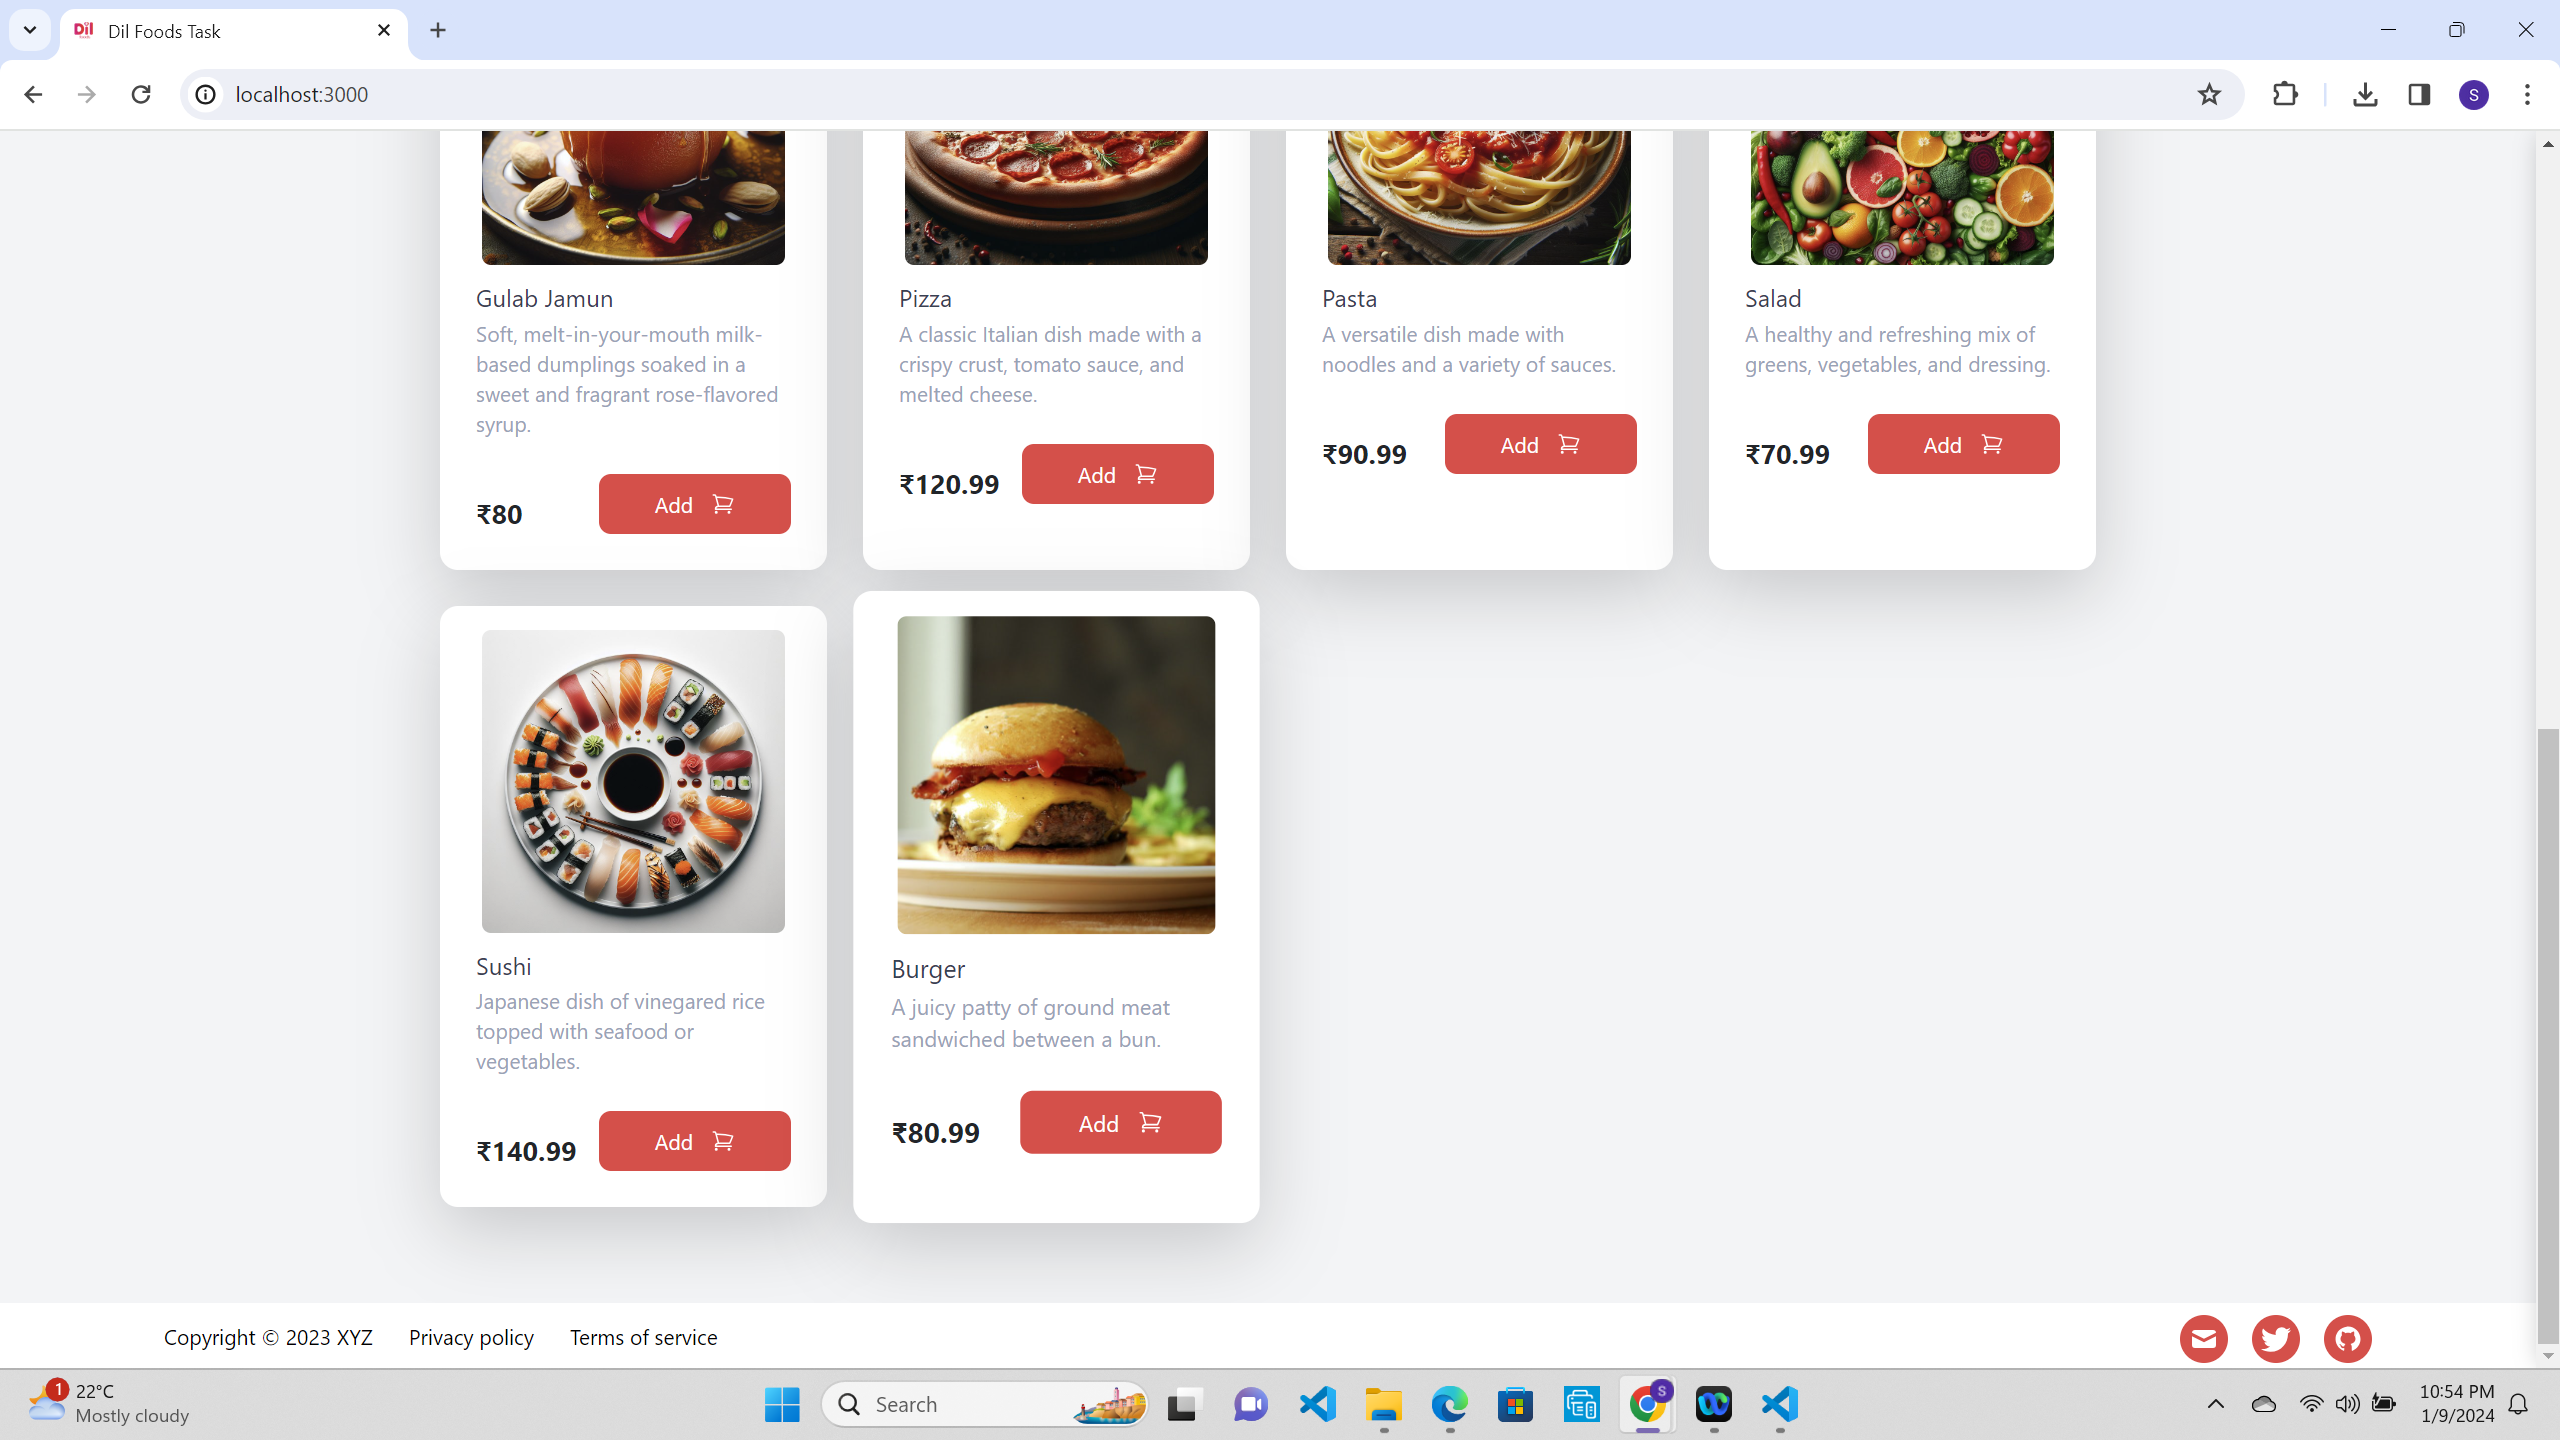 Dil Dil Foods Task
localhost:3000
S
Gulab Jamun
Soft, melt-in-your-mouth milk-
based dumplings soaked in a
sweet and fragrant rose-flavored
syrup.
₹80
Add
Pizza
A classic Italian dish made with a
crispy crust, tomato sauce, and
melted cheese.
₹120.99
Add
Pasta
A versatile dish made with
noodles and a variety of sauces.
₹90.99
Add
Salad
A healthy and refreshing mix of
greens, vegetables, and dressing.
₹70.99
Add
Sushi
Japanese dish of vinegared rice
topped with seafood or
vegetables.
₹140.99
Add
Burger
A juicy patty of ground meat
sandwiched between a bun.
₹80.99
Add
Copyright © 2023 XYZ Privacy policy Terms of service
1
22°C
Mostly cloudy
Search
S
10:54 PM
1/9/2024